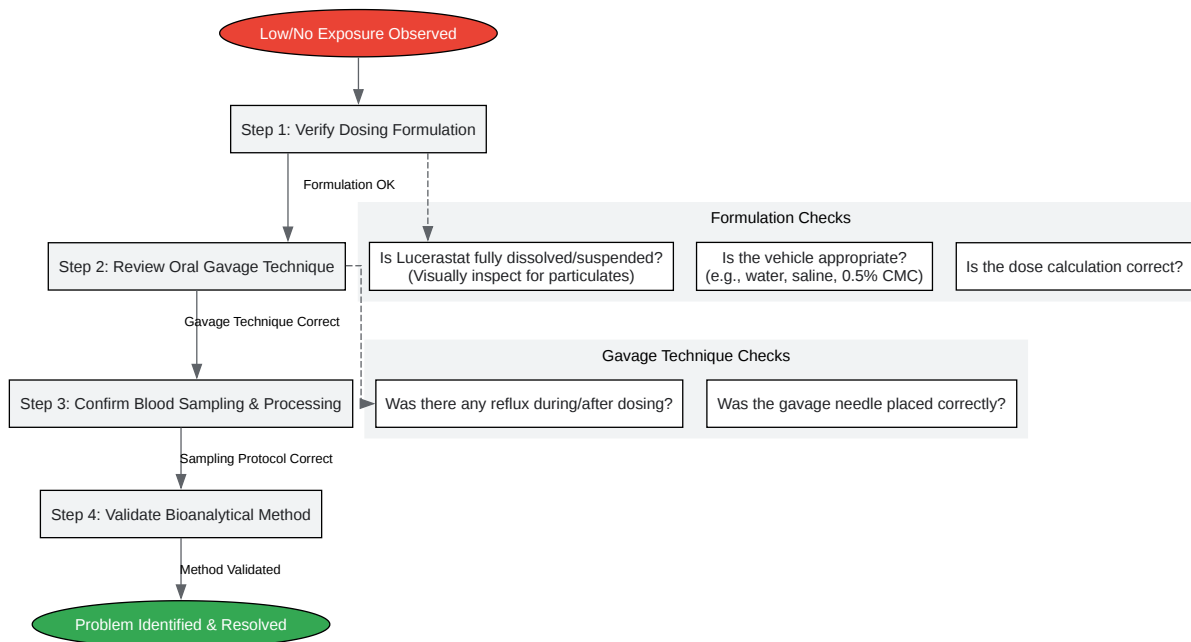 Low/No Exposure Observed
Step 1: Verify Dosing Formulation
Formulation OK
Formulation Checks
Is Lucerastat fully dissolved/suspended?
(Visually inspect for particulates)
Is the vehicle appropriate?
(e.g., water, saline, 0.5% CMC)
Is the dose calculation correct?
Step 2: Review Oral Gavage Technique
Gavage Technique Correct
Gavage Technique Checks
Was there any reflux during/after dosing?
Was the gavage needle placed correctly?
Step 3: Confirm Blood Sampling & Processing
Sampling Protocol Correct
Step 4: Validate Bioanalytical Method
Method Validated
Problem Identified & Resolved